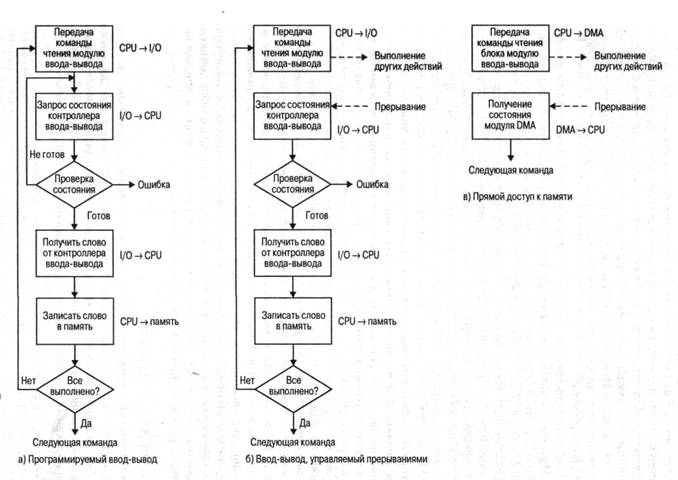 Передача
команды
чтения модулю
ввода-вывода
CPU → I/O
Запрос состояния
контроллера
ввода-вывода
I/O → CPU
Не готов
Проверка
состояния
Ошибка
Готов
Получить слово
от контроллера
ввода-вывода
I/O → CPU
Записать слово
в память
CPU → память
Нет
Все
выполнено?
Да
Следующая команда
а) Программируемый ввод-вывод
Передача
команды
чтения модулю
ввода-вывода
CPU → I/O
Выполнение
других действий
Запрос состояния
контроллера
ввода-вывода
Прерывание
I/O → CPU
Проверка
состояния
Ошибка
Готов
Получить слово
от контроллера
ввода-вывода
I/O → CPU
Записать слово
в память
CPU → память
Нет
Все
выполнено?
Да
Следующая команда
б) Ввод-вывод, управляемый прерываниями
Передача
команды чтения
блока модулю
ввода-вывода
CPU → DMA
Выполнение
других действий
Получение
состояния
модуля DMA
Прерывание
DMA → CPU
Следующая команда
в) Прямой доступ к памяти